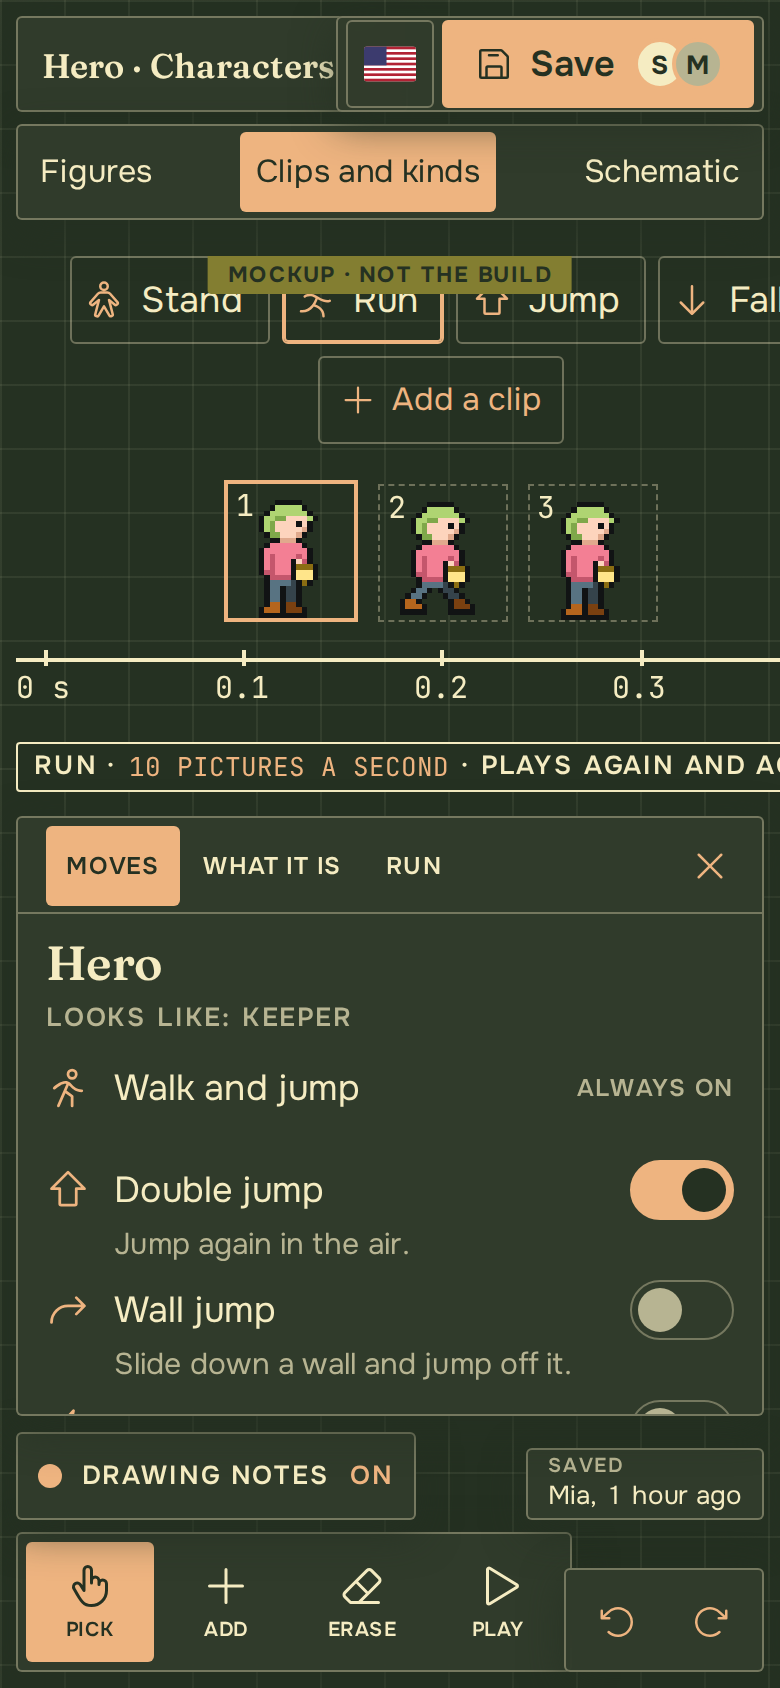 Hero · Characters
Save S M
Figures Clips and kinds Schematic
MOCKUP · NOT THE BUILD
Stand Run Jump
Add a clip
1 2 3
0 s 0.1 0.2 0.3
RUN · 10 PICTURES A SECOND · PLAYS AGAIN AND
MOVES WHAT IT IS RUN
Hero
LOOKS LIKE: KEEPER
Walk and jump ALWAYS ON
Double jump
Jump again in the air.
Wall jump
Slide down a wall and jump off it.
DRAWING NOTES ON
SAVED
Mia, 1 hour ago
PICK ADD ERASE PLAY